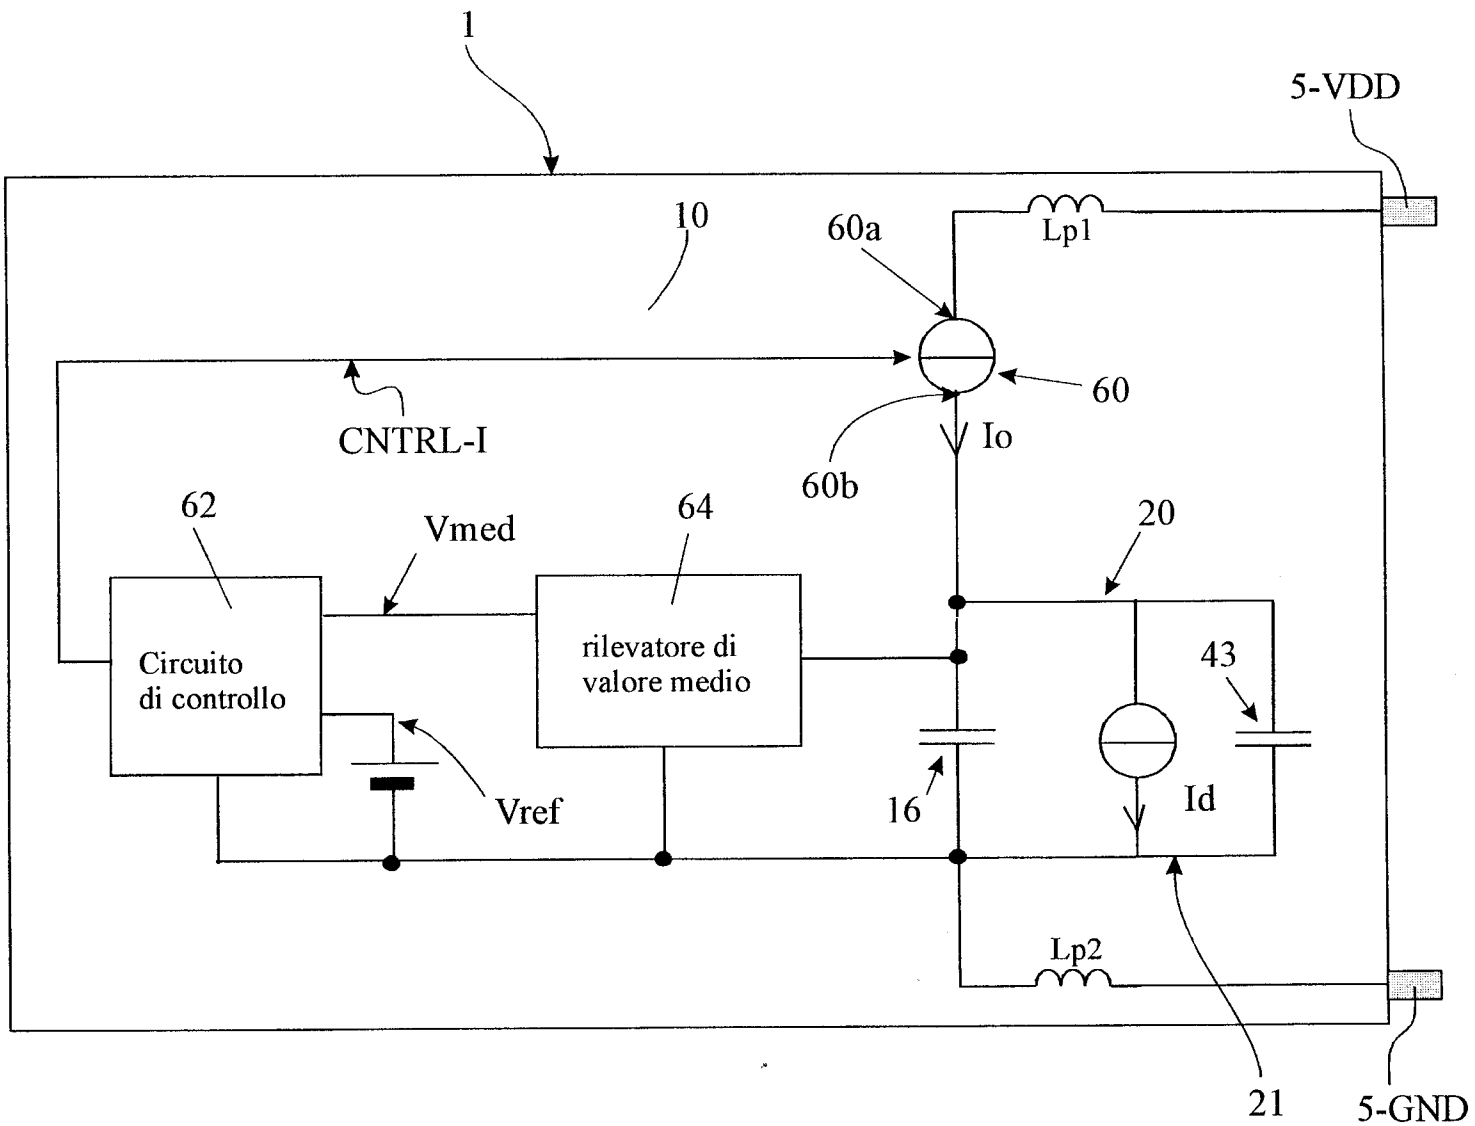 1
5-VDD
10
60a
Lp1
60
CNTRL-I
Io
60b
62
Vmed
64
20
Circuito
di controllo
rilevatore di
valore medio
43
Vref
16
Id
Lp2
21
5-GND